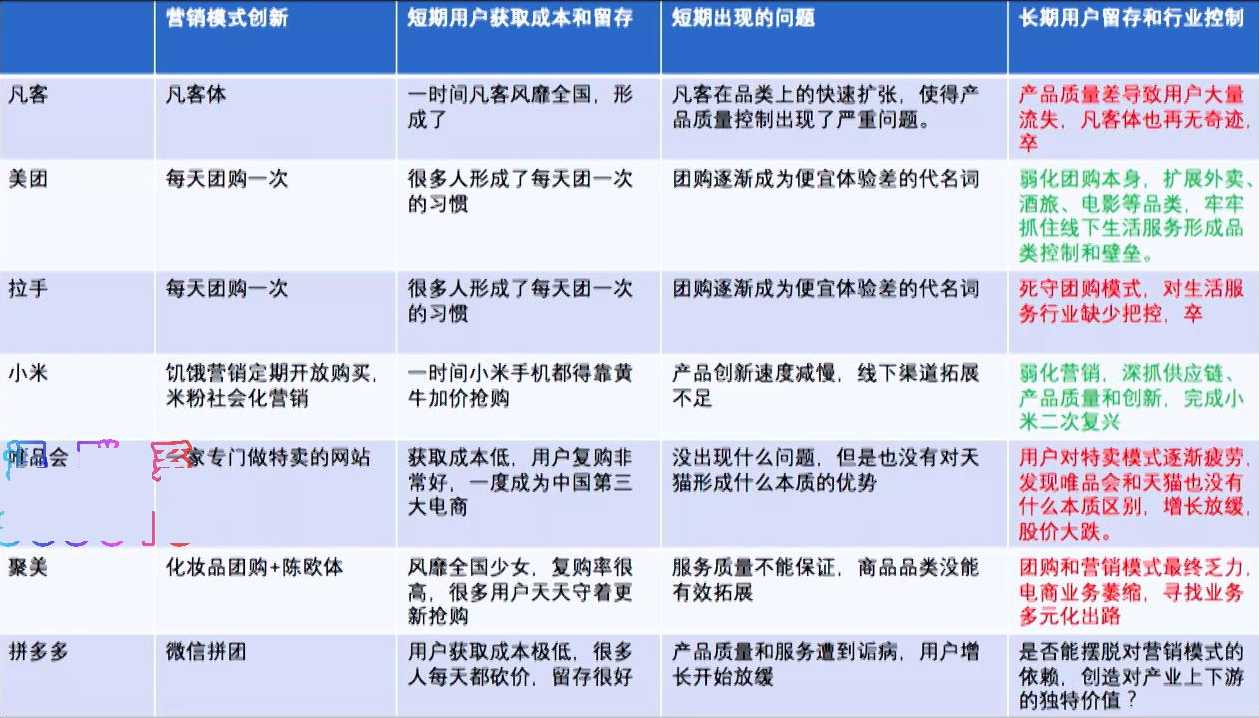 营销模式创新
短期用户获取成本和留存
短期出现的问题
长期用户留存和行业控制
凡客
凡客体
一时间凡客风靡全国，形
成了
凡客在品类上的快速扩张，使得产
品质量控制出现了严重问题。
产品质量差导致用户大量
流失，凡客体也再无奇迹，
卒
美团
每天团购一次
很多人形成了每天团一次
的习惯
团购逐渐成为便宜体验差的代名词
弱化团购本身，扩展外卖、
酒旅、电影等品类，牢牢
抓住线下生活服务形成品
类控制和壁垒。
拉手
每天团购一次
很多人形成了每天团一次
的习惯
团购逐渐成为便宜体验差的代名词
死守团购模式，对生活服
务行业缺少把控，卒
小米
饥饿营销定期开放购买，
米粉社会化营销
一时间小米手机都得靠黄
牛加价抢购
产品创新速度减慢，线下渠道拓展
不足
弱化营销，深抓供应链、
产品质量和创新，完成小
米二次复兴
唯品会
一家专门做特卖的网站
获取成本低，用户复购非
常好，一度成为中国第三
大电商
没出现什么问题，但是也没有对天
猫形成什么本质的优势
用户对特卖模式逐渐疲劳，
发现唯品会和天猫也没有
什么本质区别，增长放缓，
股价大跌。
聚美
化妆品团购+陈欧体
风靡全国少女，复购率很
高，很多用户天天守着更
新抢购
服务质量不能保证，商品品类没能
有效拓展
团购和营销模式最终乏力，
电商业务萎缩，寻找业务
多元化出路
拼多多
微信拼团
用户获取成本极低，很多
人每天都砍价，留存很好
产品质量和服务遭到诟病，用户增
长开始放缓
是否能摆脱对营销模式的
依赖，创造对产业上下游
的独特价值？